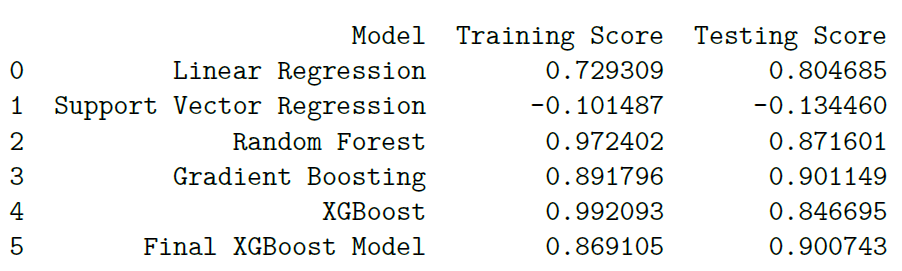 Model Training Score Testing Score
0 Linear Regression 0.729309 0.804685
1 Support Vector Regression -0.101487 -0.134460
2 Random Forest 0.972402 0.871601
3 Gradient Boosting 0.891796 0.901149
4 XGBoost 0.992093 0.846695
5 Final XGBoost Model 0.869105 0.900743